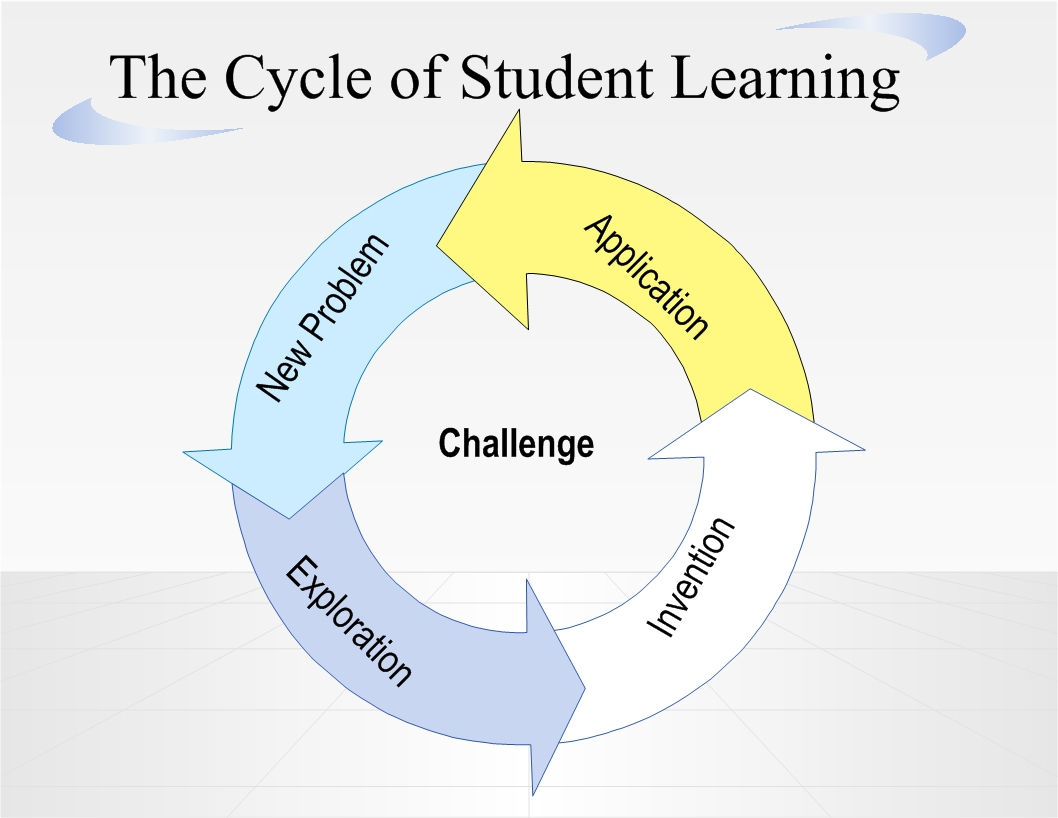 The Cycle of Student Learning
Application
New Problem
Challenge
Invention
Exploration